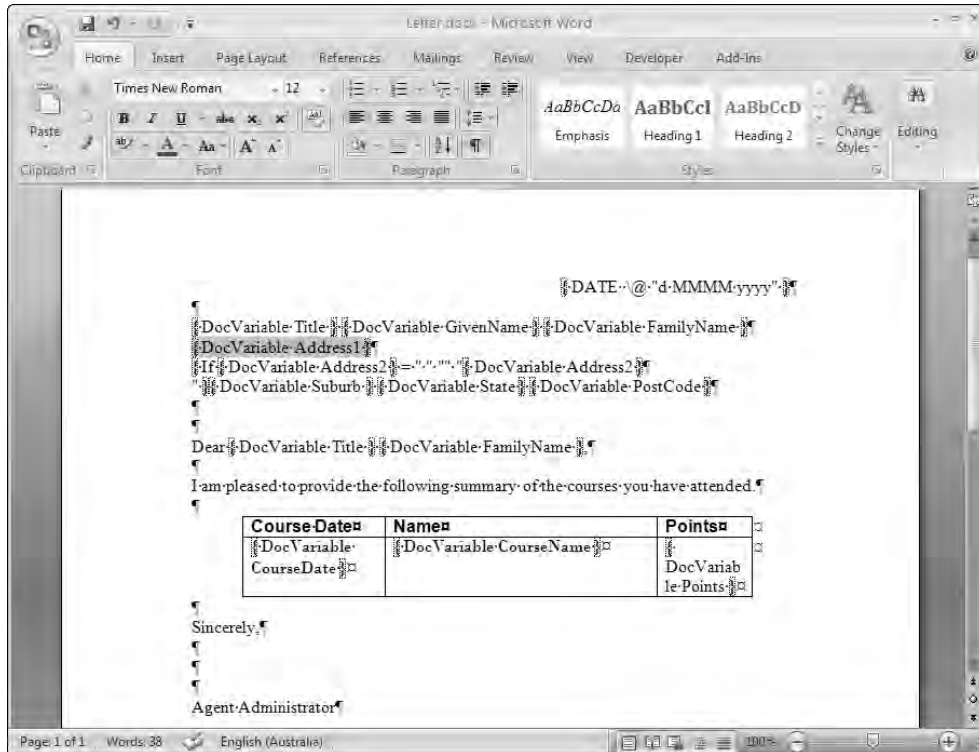 Letter.docx - Microsoft Word
Home Insert Page Layout References Mailings Review View Developer Add-Ins
Times New Roman 12
Paste
B I U abc x x
Aa A A
AaBbCcDa AaBbCcI AaBbCcD
Emphasis Heading 1 Heading 2
Change Styles
Editing
Clipboard Font Paragraph Styles
{·DATE··\@·"d·MMMM·yyyy"·}¶
¶
{·DocVariable·Title·}·{·DocVariable·GivenName·}·{·DocVariable·FamilyName·}¶
{·DocVariable·Address1·}¶
{·If·{·DocVariable·Address2·}·=·"·"·""·"{·DocVariable·Address2·}¶
"·}{·DocVariable·Suburb·}·{·DocVariable·State·}·{·DocVariable·PostCode·}¶
¶
¶
Dear·{·DocVariable·Title·}·{·DocVariable·FamilyName·},¶
¶
I·am·pleased·to·provide·the·following·summary·of·the·courses·you·have·attended.¶
¶
Course·Date¤ Name¤ Points¤ ¤
{·DocVariable· {·DocVariable·CourseName·}¤ {· ¤
CourseDate·}¤ DocVariab
le·Points·}¤
¶
Sincerely,¶
¶
¶
¶
Agent·Administrator¶
Page: 1 of 1 Words: 38 English (Australia) 100%